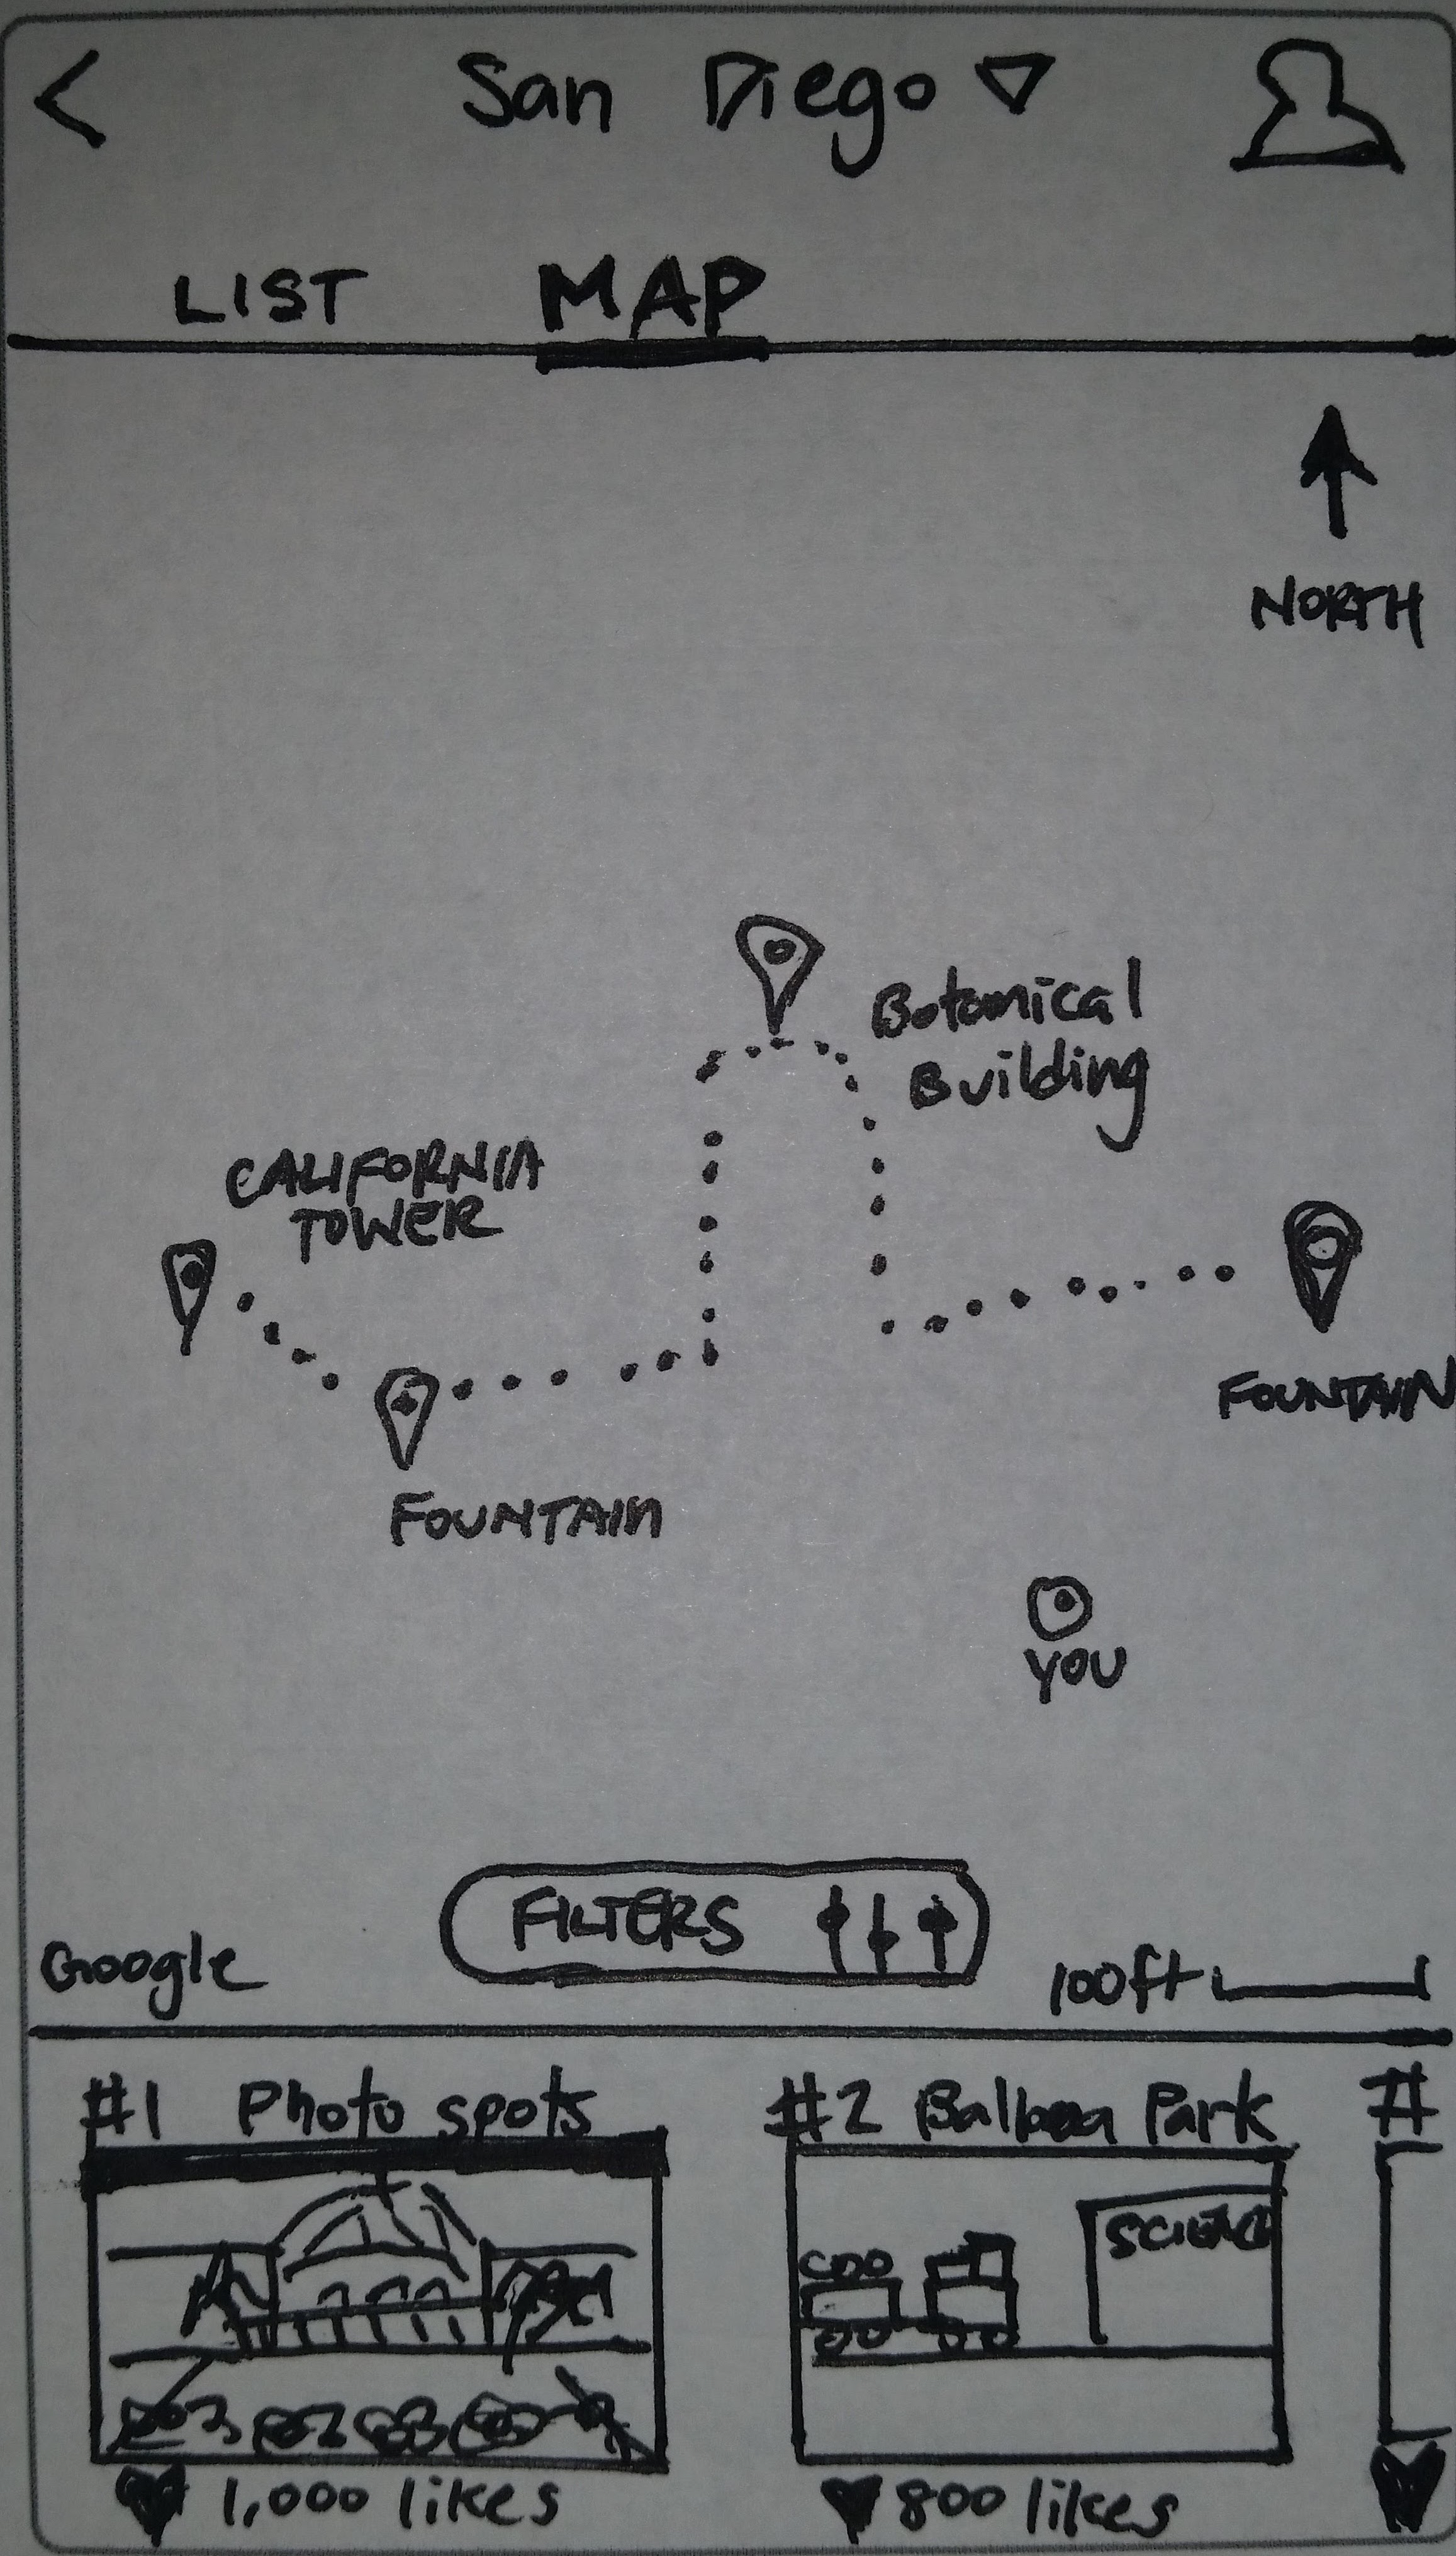 San Diego
LIST MAP
NORTH
Botanical
Building
CALIFORNIA
TOWER
FOUNTAIN
FOUNTAIN
YOU
FILTERS
Google
100ft
#1 Photo spots
#2 Balboa Park
#
SCIENCE
1,000 likes
800 likes